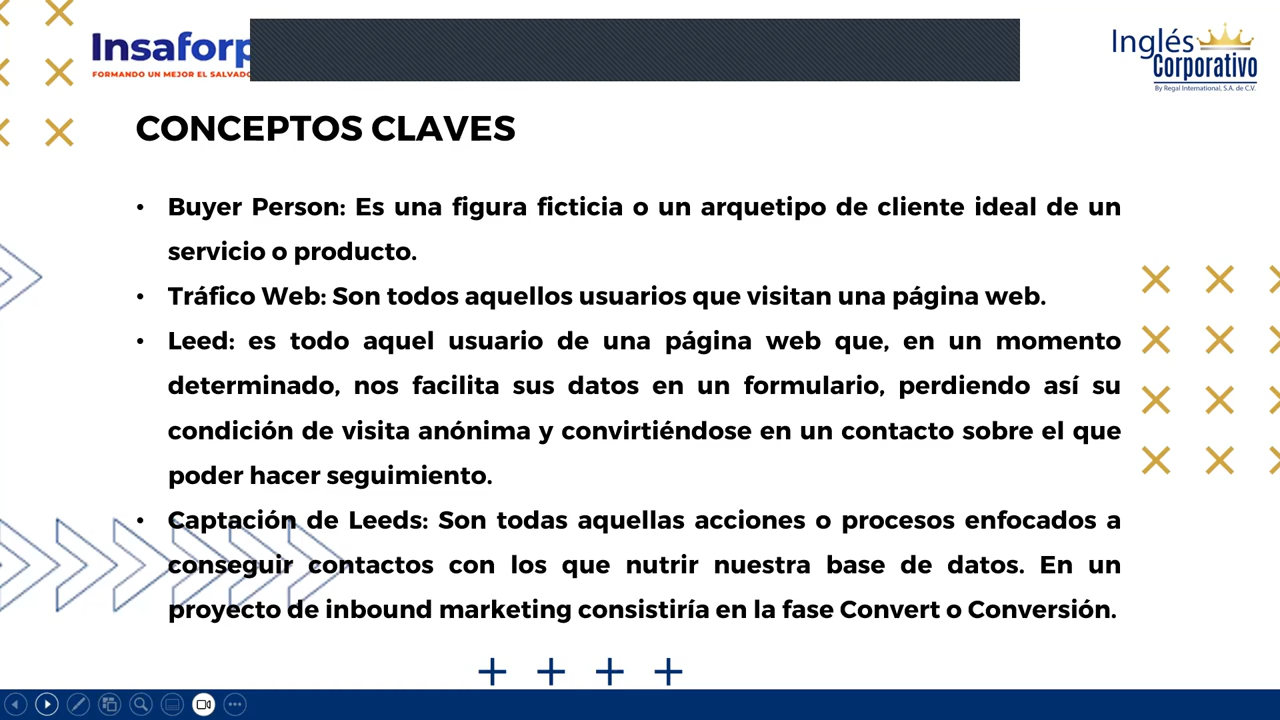 Insaforp
FORMANDO UN MEJOR EL SALVADO
Inglés
Corporativo
By Regal International, S.A. de C.V.
CONCEPTOS CLAVES
• Buyer Person: Es una figura ficticia o un arquetipo de cliente ideal de un
servicio o producto.
• Tráfico Web: Son todos aquellos usuarios que visitan una página web.
• Leed: es todo aquel usuario de una página web que, en un momento
determinado, nos facilita sus datos en un formulario, perdiendo así su
condición de visita anónima y convirtiéndose en un contacto sobre el que
poder hacer seguimiento.
• Captación de Leeds: Son todas aquellas acciones o procesos enfocados a
conseguir contactos con los que nutrir nuestra base de datos. En un
proyecto de inbound marketing consistiría en la fase Convert o Conversión.